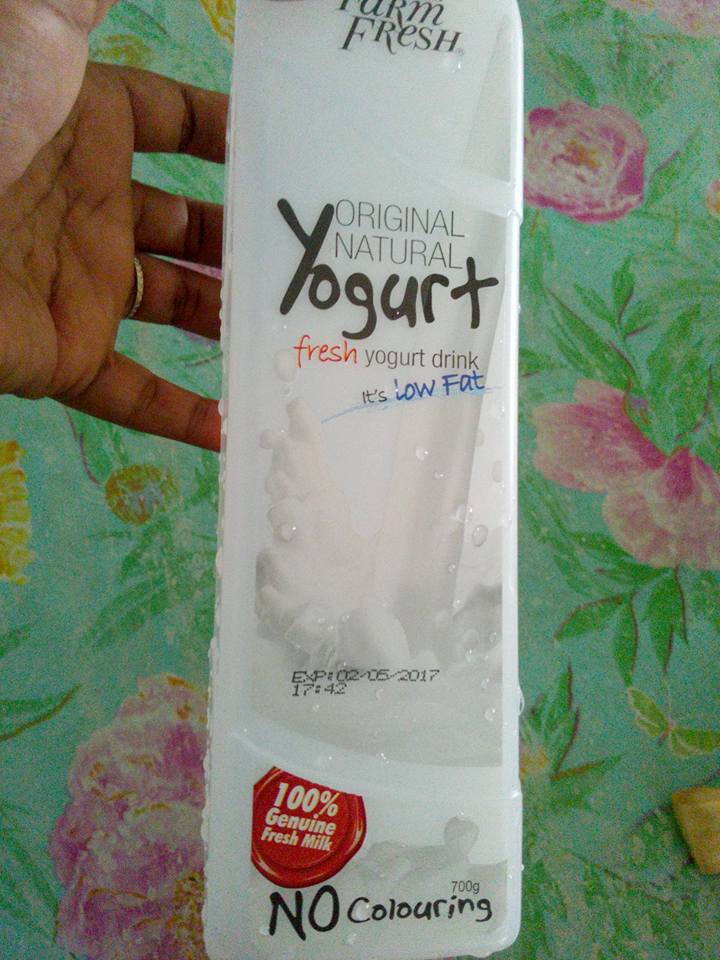 Farm
FResH
ORIGINAL
NATURAL
Yogurt
fresh yogurt drink
It's Low Fat
EXP:02/05/2017
17:42
100%
Genuine
Fresh Milk
700g
NO Colouring